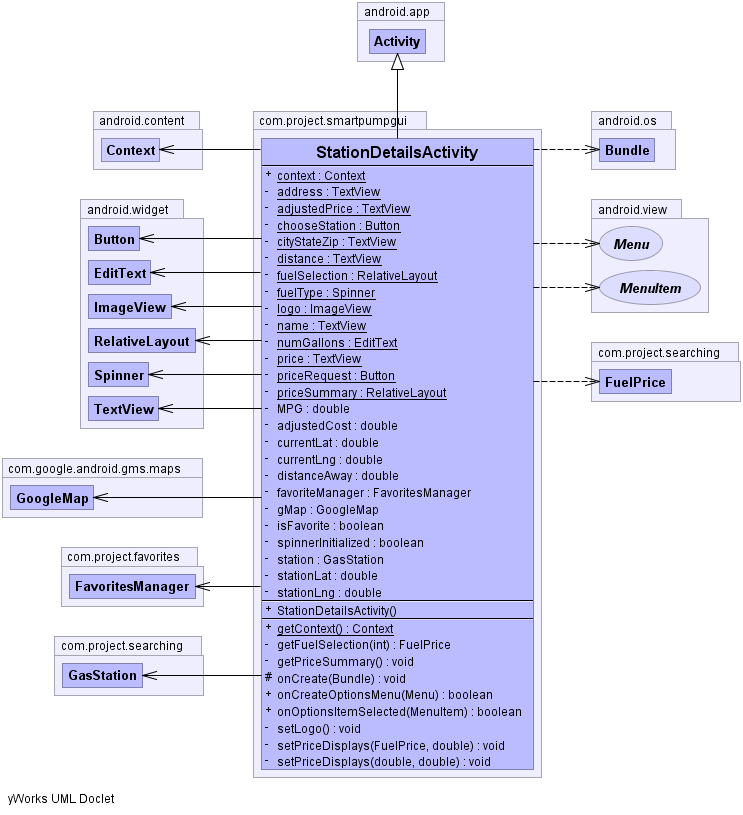 android.app
Activity
android.content
Context
com.project.smartpumpgui
android.os
Bundle
StationDetailsActivity
+ context : Context
- address : TextView
- adjustedPrice : TextView
- chooseStation : Button
- cityStateZip : TextView
- distance : TextView
- fuelSelection : RelativeLayout
- fuelType : Spinner
- logo : ImageView
- name : TextView
- numGallons : EditText
- price : TextView
- priceRequest : Button
- priceSummary : RelativeLayout
- MPG : double
- adjustedCost : double
- currentLat : double
- currentLng : double
- distanceAway : double
- favoriteManager : FavoritesManager
- gMap : GoogleMap
- isFavorite : boolean
- spinnerInitialized : boolean
- station : GasStation
- stationLat : double
- stationLng : double
+ StationDetailsActivity()
+ getContext() : Context
- getFuelSelection(int) : FuelPrice
- getPriceSummary() : void
# onCreate(Bundle) : void
+ onCreateOptionsMenu(Menu) : boolean
+ onOptionsItemSelected(MenuItem) : boolean
- setLogo() : void
- setPriceDisplays(FuelPrice, double) : void
- setPriceDisplays(double, double) : void
android.widget
Button
EditText
ImageView
RelativeLayout
Spinner
TextView
android.view
Menu
MenuItem
com.project.searching
FuelPrice
com.google.android.gms.maps
GoogleMap
com.project.favorites
FavoritesManager
com.project.searching
GasStation
yWorks UML Doclet